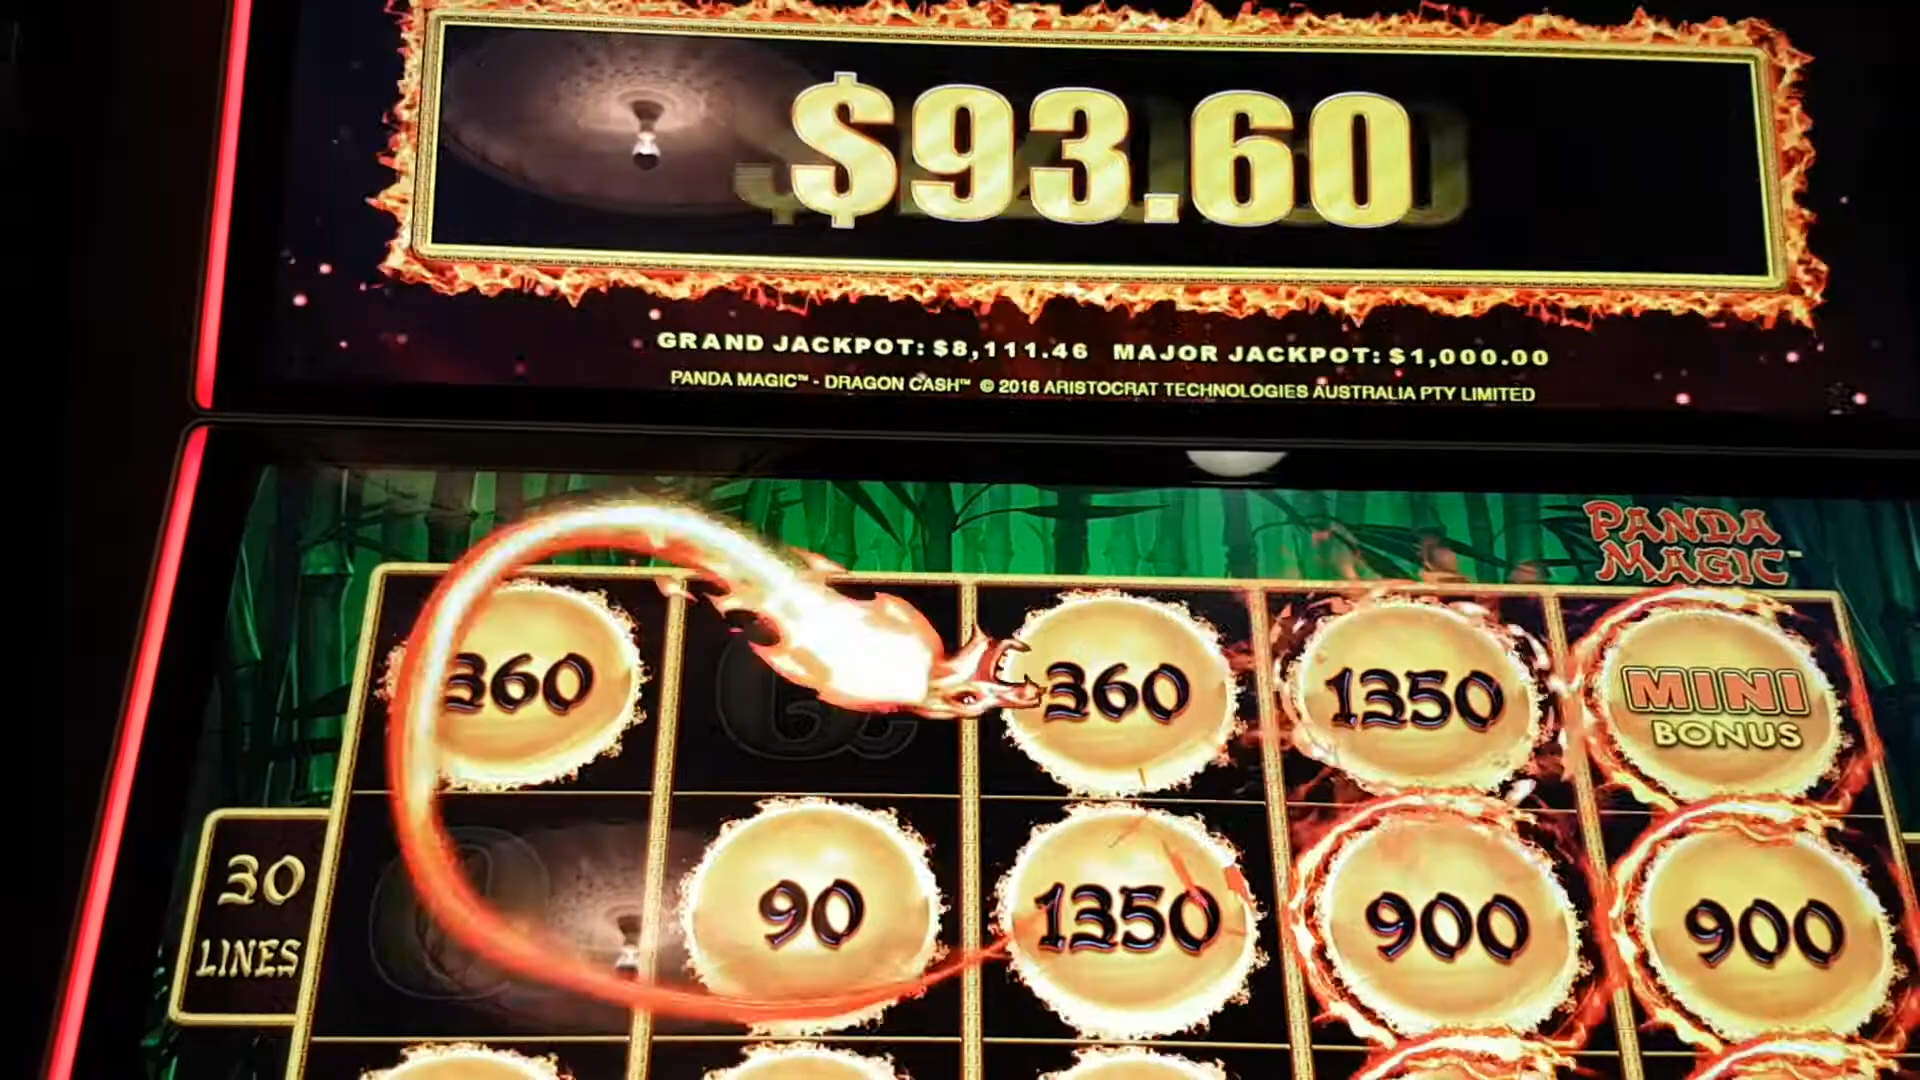 $93.60
GRAND JACKPOT: $8,111.46 MAJOR JACKPOT: $1,000.00
PANDA MAGIC™ - DRAGON CASH™ © 2016 ARISTOCRAT TECHNOLOGIES AUSTRALIA PTY LIMITED
PANDA
MAGIC™
360 360 1350 MINI
BONUS
30
LINES
90 1350 900 900